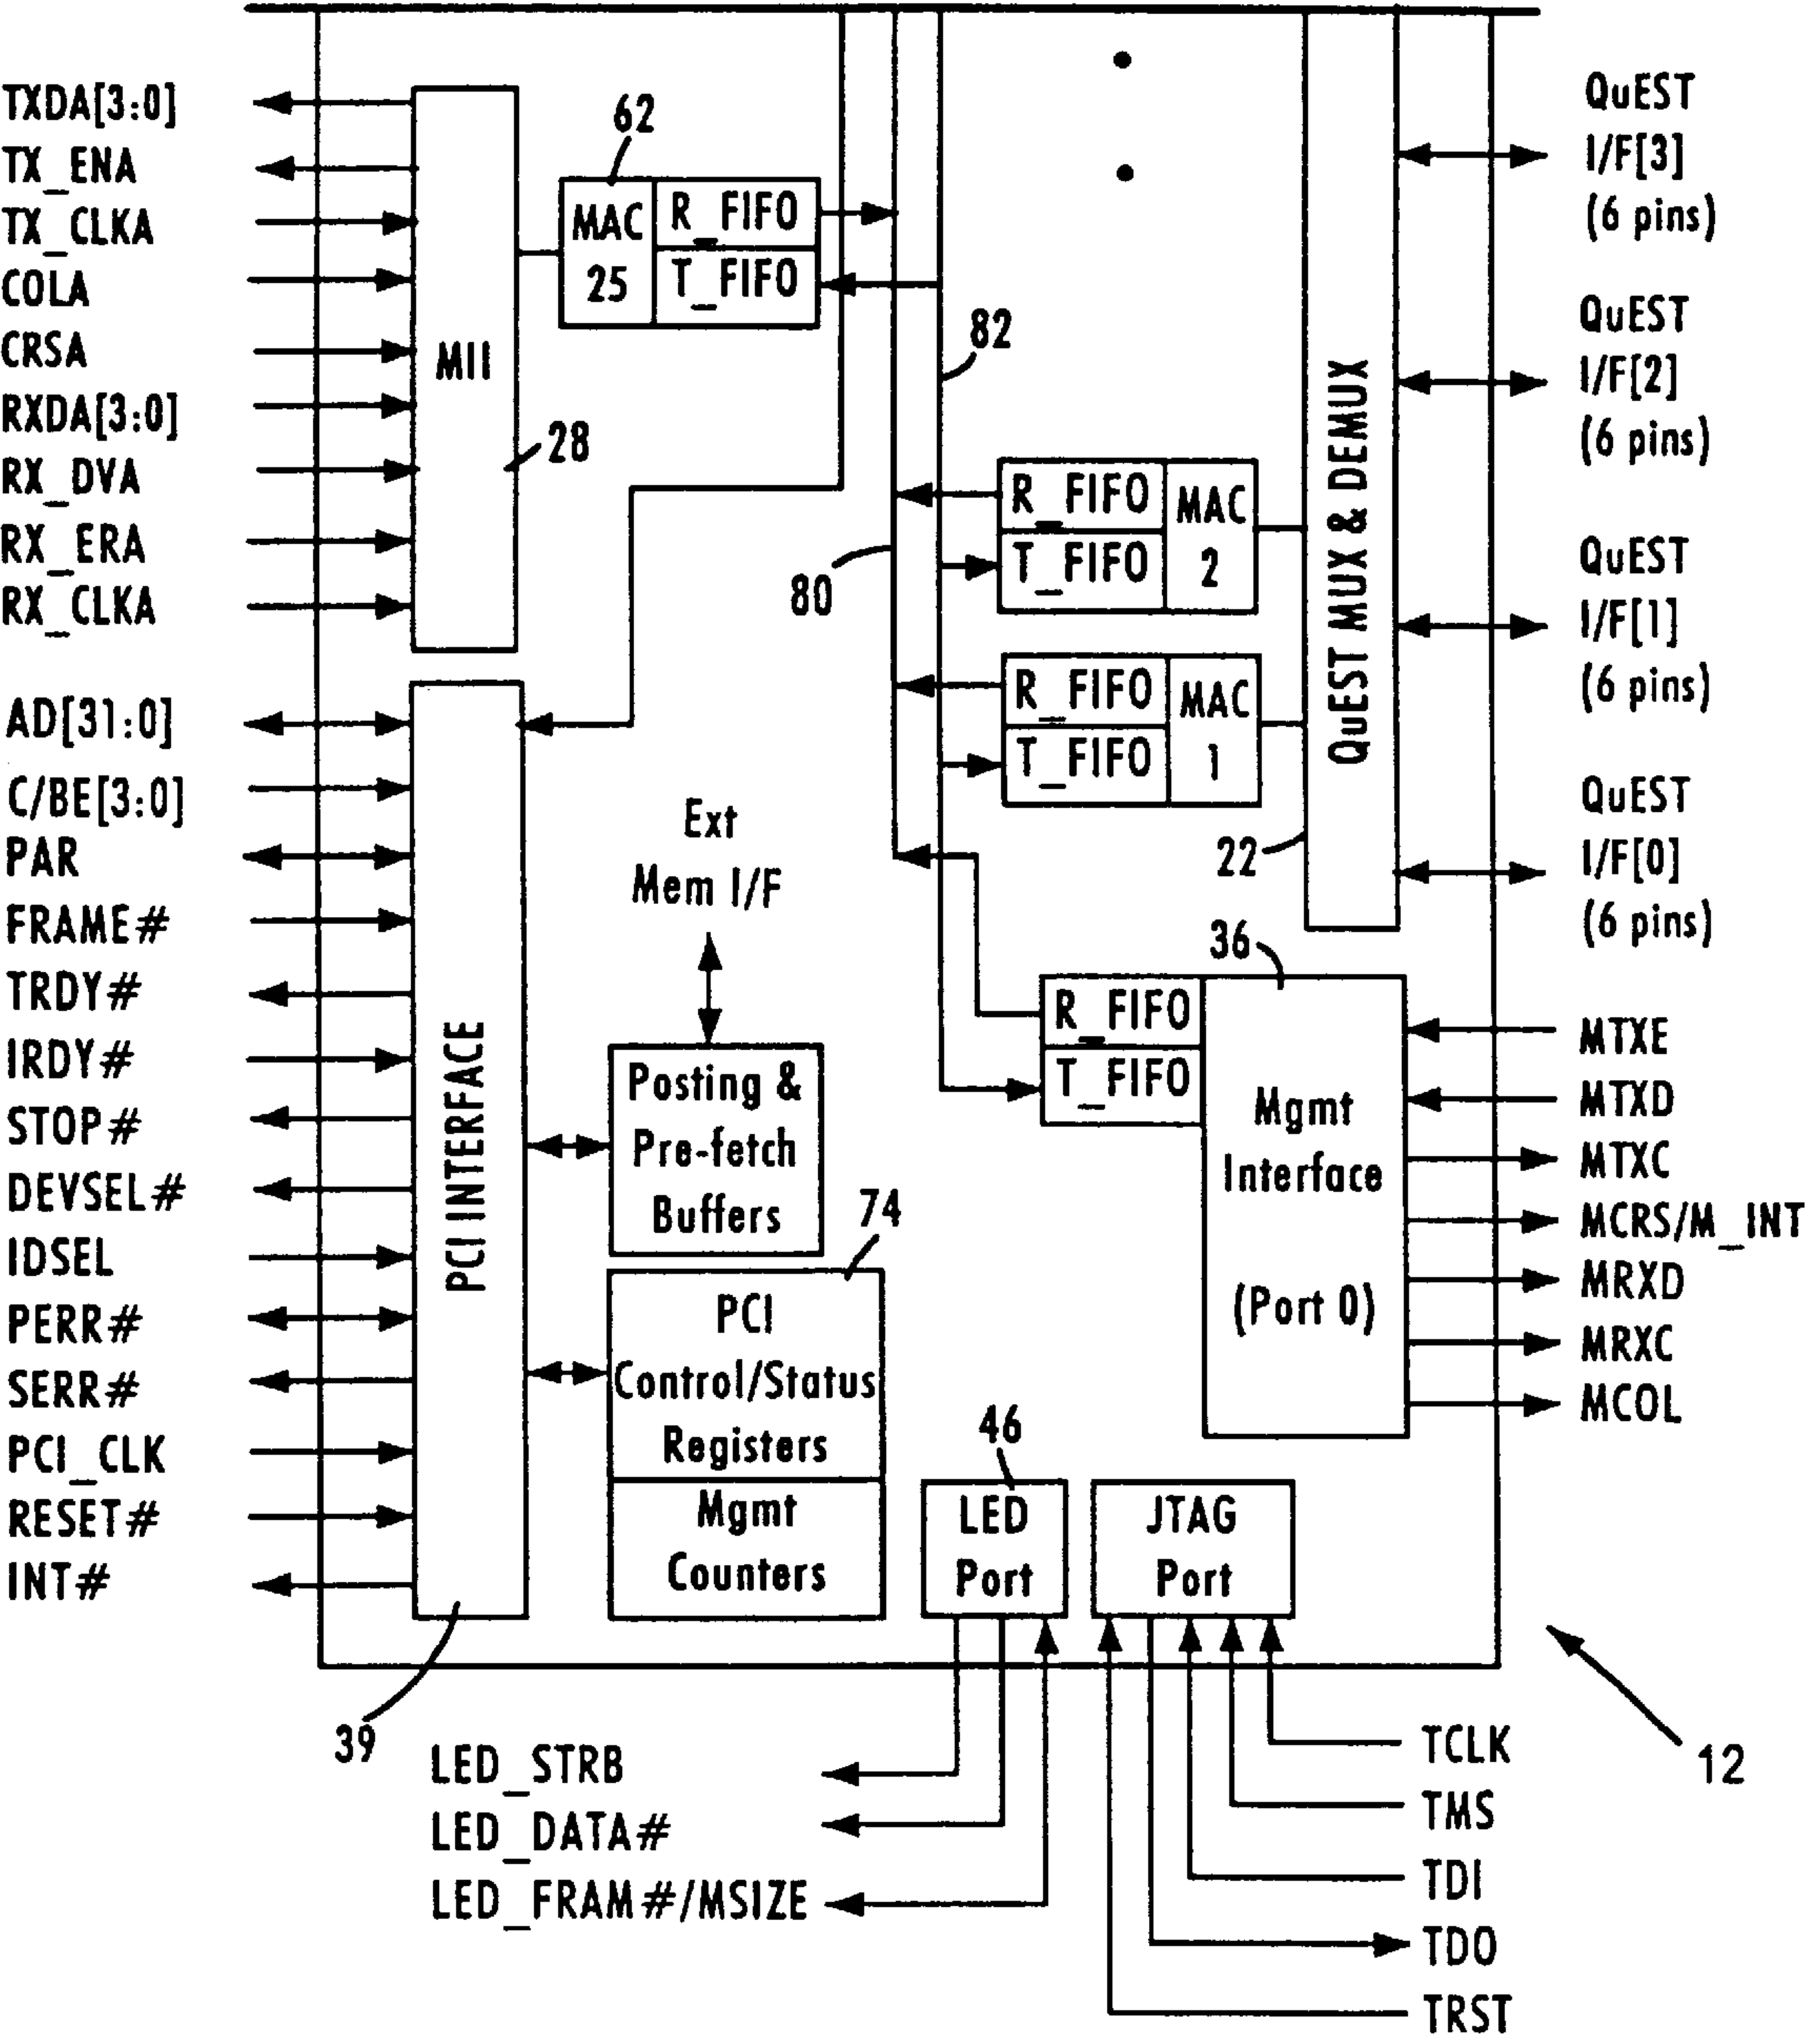 TXDA[3:0]
TX_ENA
TX_CLKA
COLA
CRSA
RXDA[3:0]
RX_DVA
RX_ERA
RX_CLKA
MII
28
62
MAC
25
R_FIFO
T_FIFO
80
82
R_FIFO
T_FIFO
MAC
2
R_FIFO
T_FIFO
MAC
1
QuEST MUX & DEMUX
22
QuEST
I/F[3]
(6 pins)
QuEST
I/F[2]
(6 pins)
QuEST
I/F[1]
(6 pins)
QuEST
I/F[0]
(6 pins)
AD[31:0]
C/BE[3:0]
PAR
FRAME#
TRDY#
IRDY#
STOP#
DEVSEL#
IDSEL
PERR#
SERR#
PCI_CLK
RESET#
INT#
PCI INTERFACE
39
Ext
Mem I/F
Posting &
Pre-fetch
Buffers
74
PCI
Control/Status
Registers
Mgmt
Counters
36
R_FIFO
T_FIFO
Mgmt
Interface
(Port 0)
MTXE
MTXD
MTXC
MCRS/M_INT
MRXD
MRXC
MCOL
46
LED
Port
JTAG
Port
LED_STRB
LED_DATA#
LED_FRAM#/MSIZE
TCLK
TMS
TDI
TDO
TRST
12